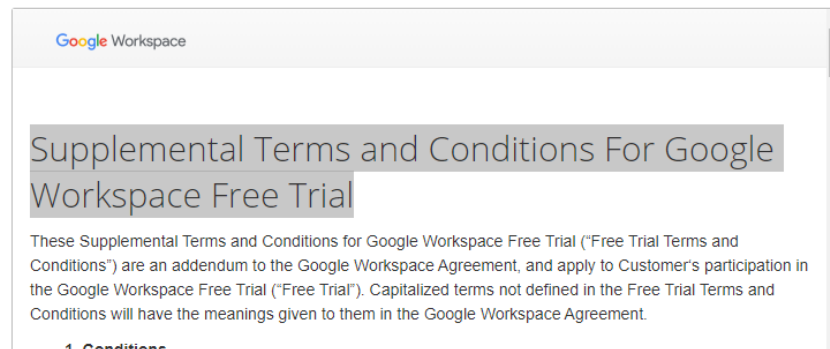 Google Workspace
Supplemental Terms and Conditions For Google
Workspace Free Trial
These Supplemental Terms and Conditions for Google Workspace Free Trial (“Free Trial Terms and
Conditions”) are an addendum to the Google Workspace Agreement, and apply to Customer‘s participation in
the Google Workspace Free Trial (“Free Trial”). Capitalized terms not defined in the Free Trial Terms and
Conditions will have the meanings given to them in the Google Workspace Agreement.
1. Conditions